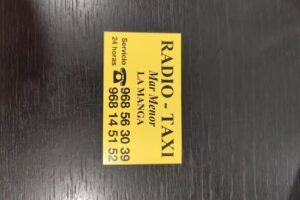 RADIO - TAXI
Mar Menor
LA MANGA
Servicio
24 horas
968 56 30 39
968 14 51 52